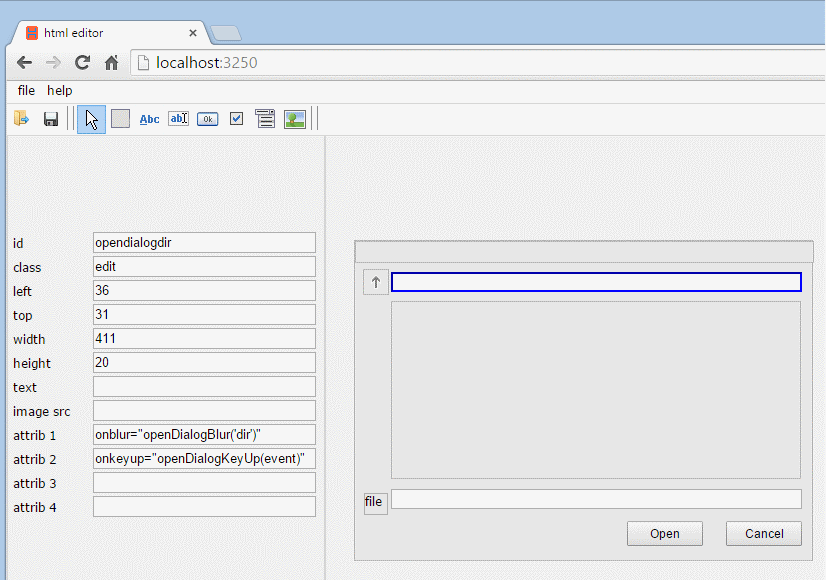 html editor
localhost:3250
file help
Abc ab Ok
id opendialogdir
class edit
left 36
top 31
width 411
height 20
text
image src
attrib 1 onblur="openDialogBlur('dir')"
attrib 2 onkeyup="openDialogKeyUp(event)"
attrib 3
attrib 4
file
Open Cancel